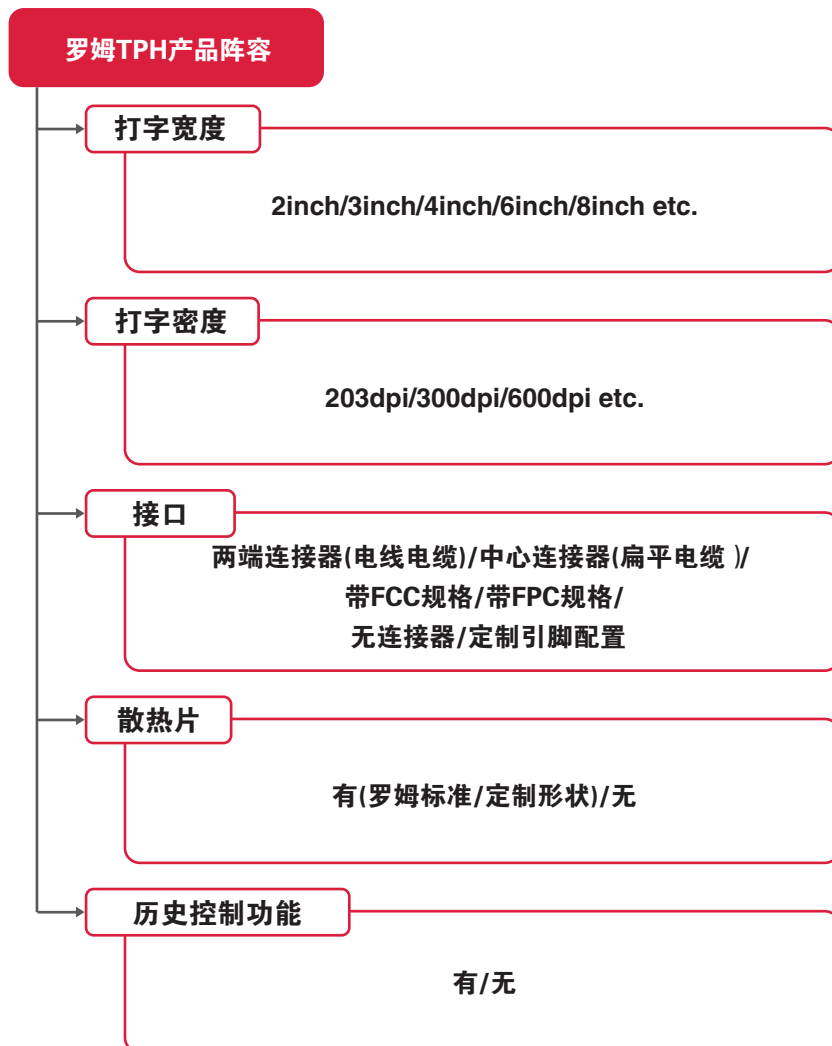 罗姆TPH产品阵容
打字宽度
2inch/3inch/4inch/6inch/8inch etc.
打字密度
203dpi/300dpi/600dpi etc.
接口
两端连接器(电线电缆)/中心连接器(扁平电缆 )/
带FCC规格/带FPC规格/
无连接器/定制引脚配置
散热片
有(罗姆标准/定制形状)/无
历史控制功能
有/无